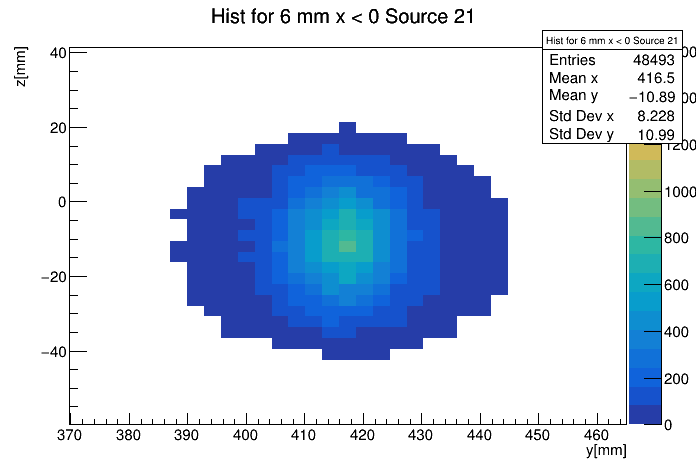 Hist for 6 mm x < 0 Source 21
z[mm]
Hist for 6 mm x < 0 Source 21
Entries 48493
Mean x 416.5
Mean y −10.89
Std Dev x 8.228
Std Dev y 10.99
40
20
0
−20
−40
1200
1000
800
600
400
200
0
370 380 390 400 410 420 430 440 450 460
y[mm]